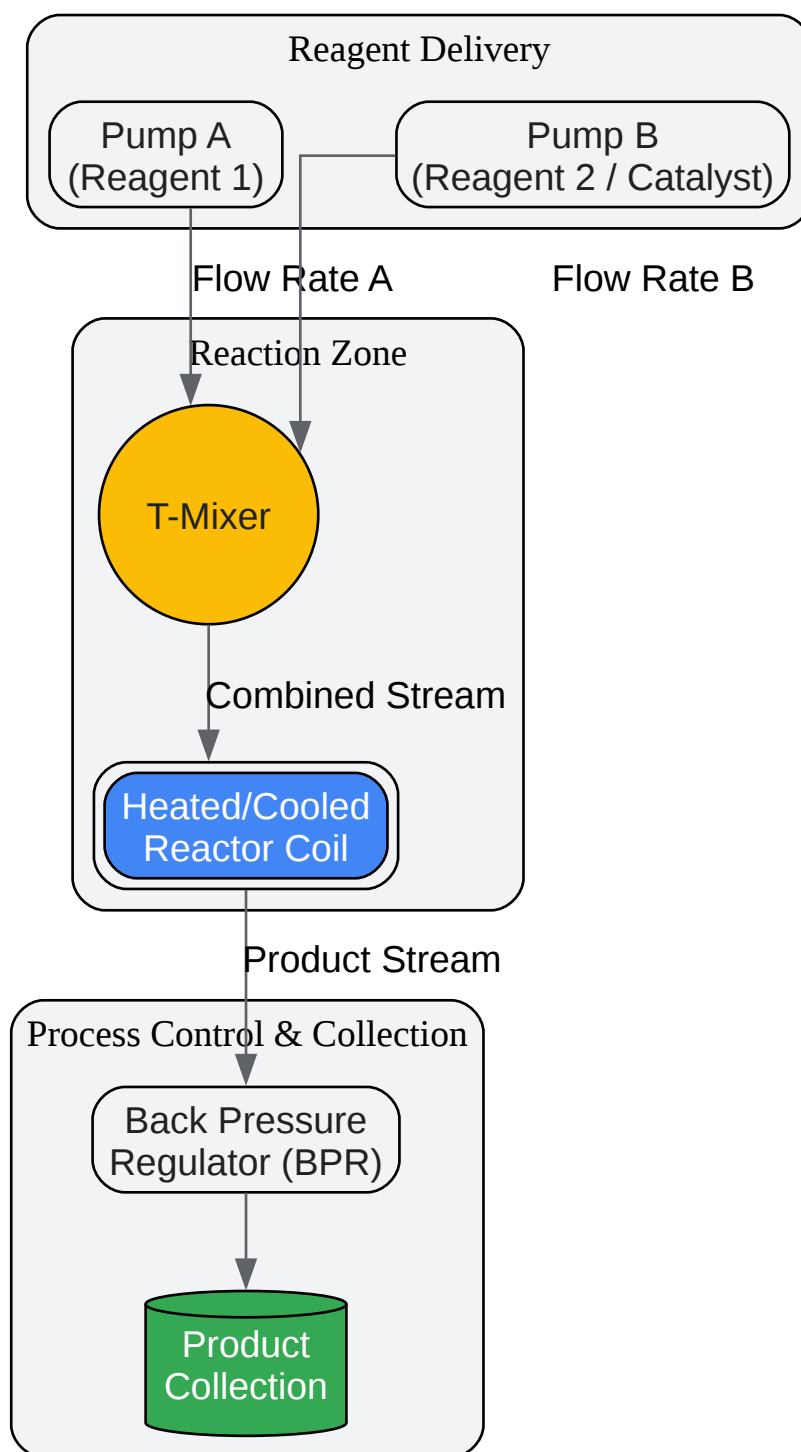 Reagent Delivery
Pump A
(Reagent 1)
Pump B
(Reagent 2 / Catalyst)
Flow Rate A
Flow Rate B
Reaction Zone
T-Mixer
Combined Stream
Heated/Cooled
Reactor Coil
Product Stream
Process Control & Collection
Back Pressure
Regulator (BPR)
Product
Collection